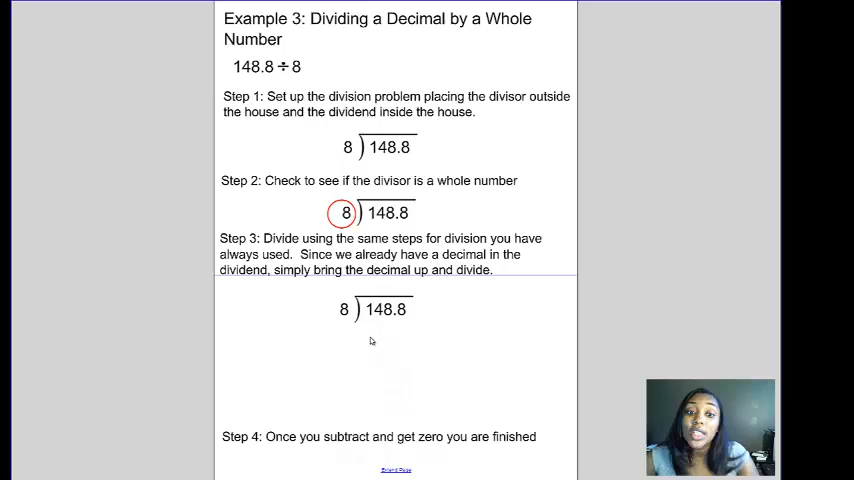 Example 3: Dividing a Decimal by a Whole
Number
148.8 ÷ 8
Step 1: Set up the division problem placing the divisor outside
the house and the dividend inside the house.
8 ) 148.8
Step 2: Check to see if the divisor is a whole number
8 ) 148.8
Step 3: Divide using the same steps for division you have
always used. Since we already have a decimal in the
dividend, simply bring the decimal up and divide.
8 ) 148.8
Step 4: Once you subtract and get zero you are finished
Extend Page